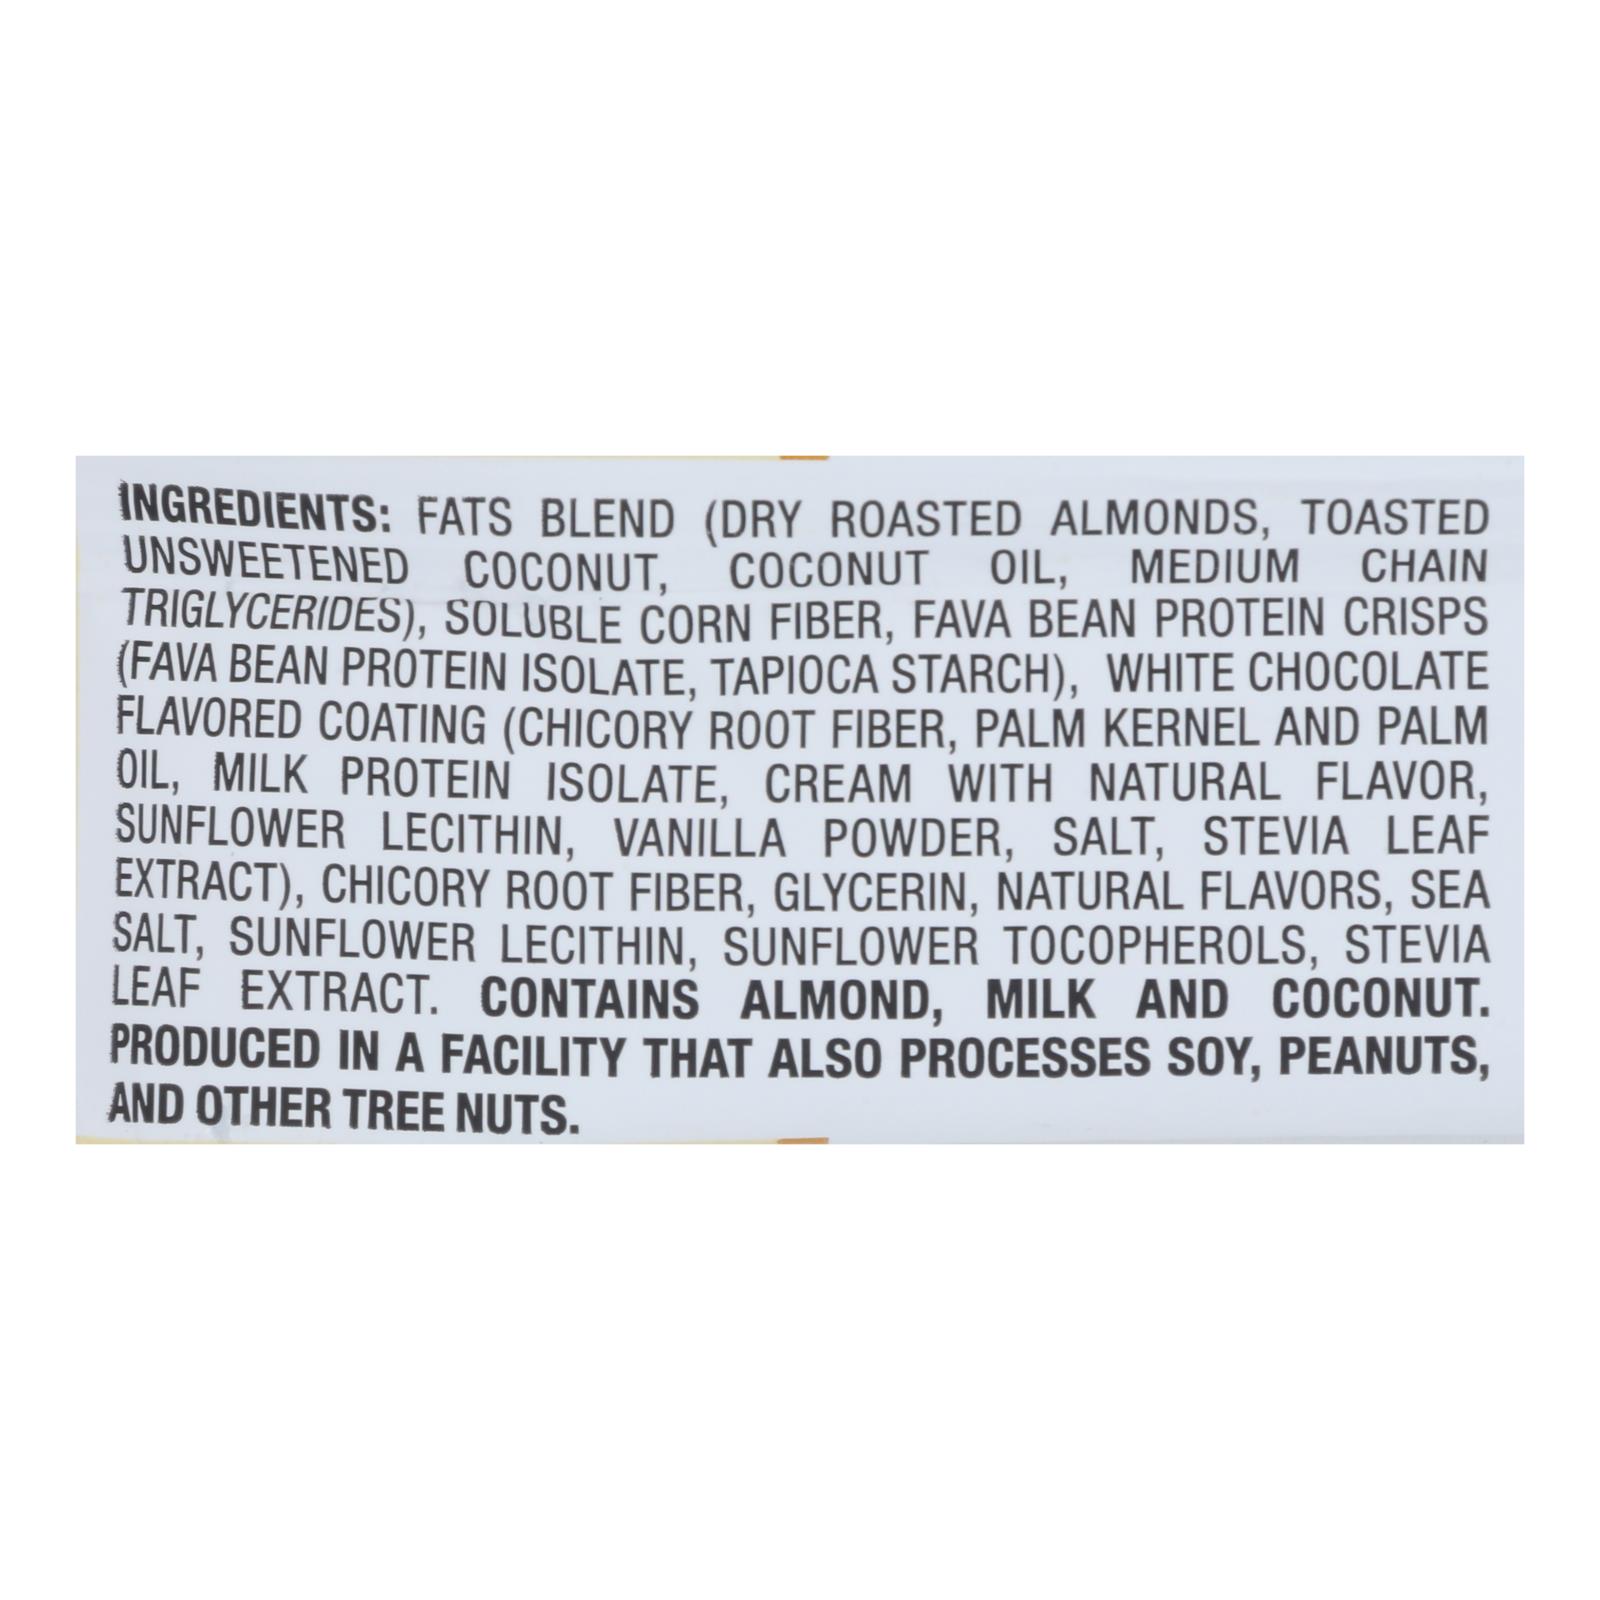 INGREDIENTS: FATS BLEND (DRY ROASTED ALMONDS, TOASTED
UNSWEETENED COCONUT, COCONUT OIL, MEDIUM CHAIN
TRIGLYCERIDES), SOLUBLE CORN FIBER, FAVA BEAN PROTEIN CRISPS
(FAVA BEAN PROTEIN ISOLATE, TAPIOCA STARCH), WHITE CHOCOLATE
FLAVORED COATING (CHICORY ROOT FIBER, PALM KERNEL AND PALM
OIL, MILK PROTEIN ISOLATE, CREAM WITH NATURAL FLAVOR,
SUNFLOWER LECITHIN, VANILLA POWDER, SALT, STEVIA LEAF
EXTRACT), CHICORY ROOT FIBER, GLYCERIN, NATURAL FLAVORS, SEA
SALT, SUNFLOWER LECITHIN, SUNFLOWER TOCOPHEROLS, STEVIA
LEAF EXTRACT. CONTAINS ALMOND, MILK AND COCONUT.
PRODUCED IN A FACILITY THAT ALSO PROCESSES SOY, PEANUTS,
AND OTHER TREE NUTS.